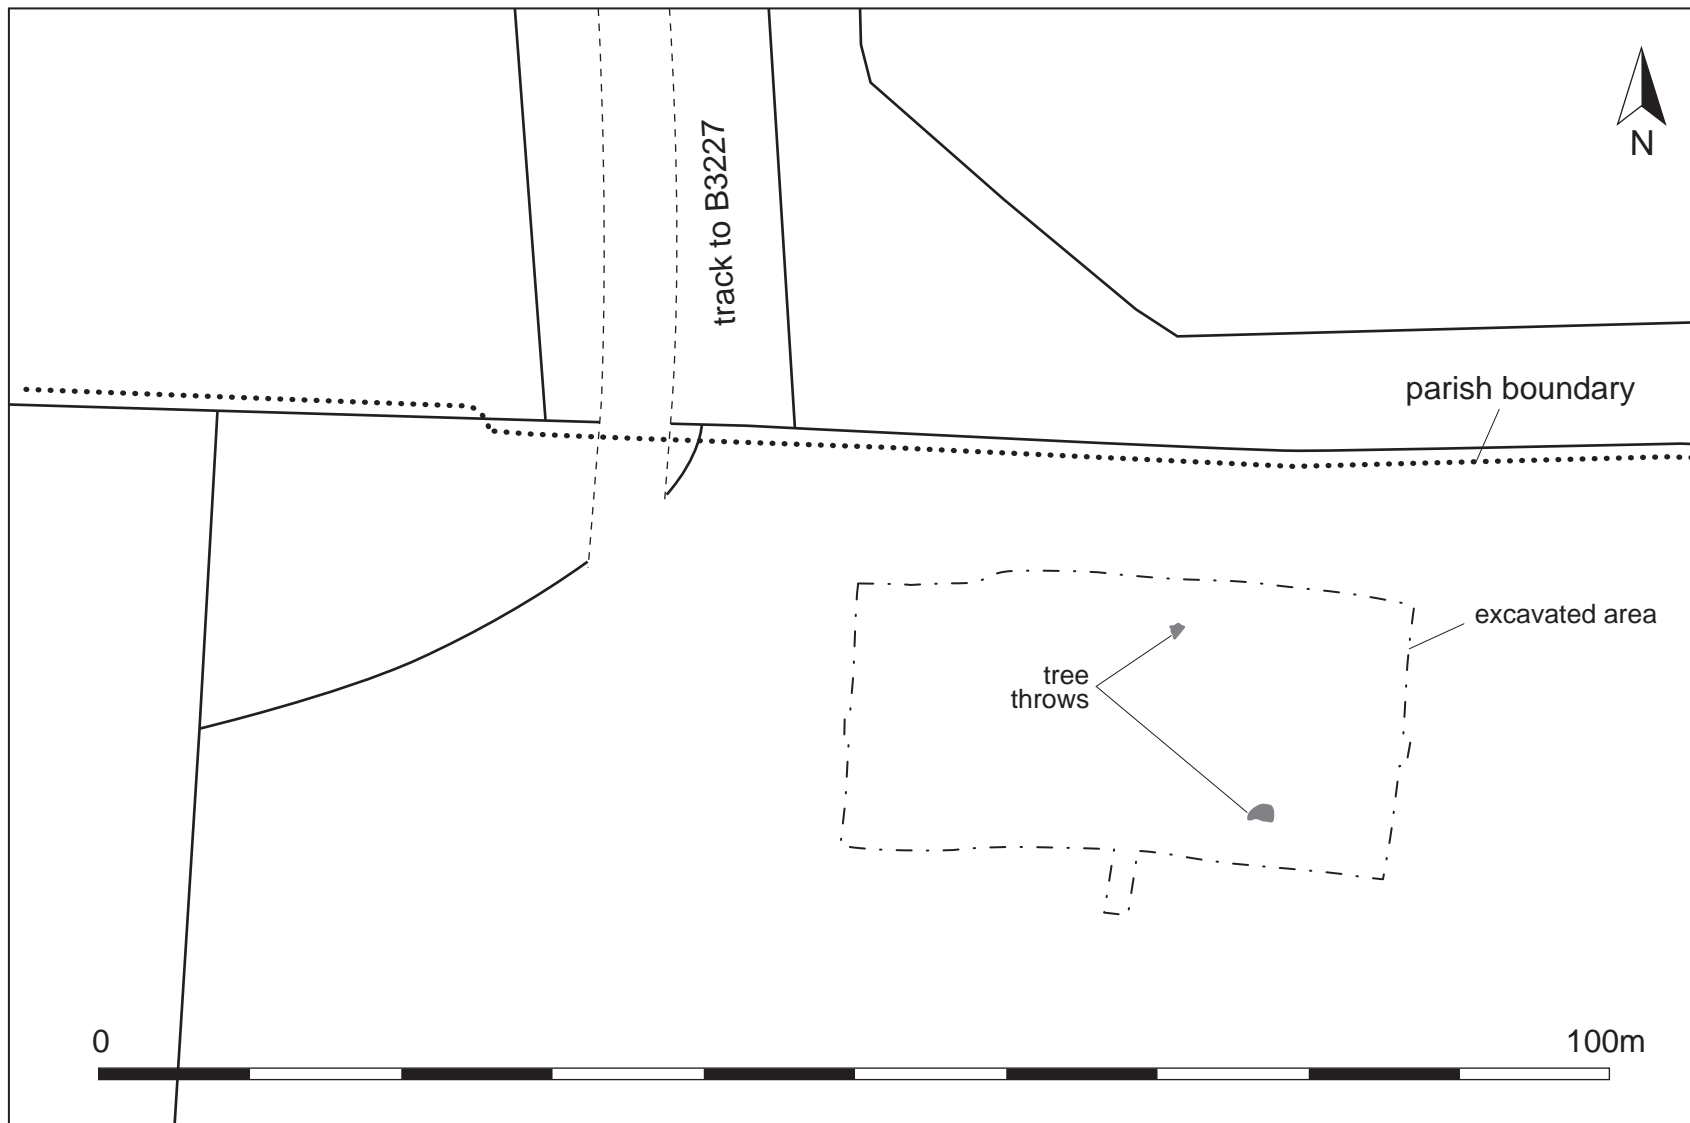 track to B3227
N
parish boundary
excavated area
tree
throws
0
100m